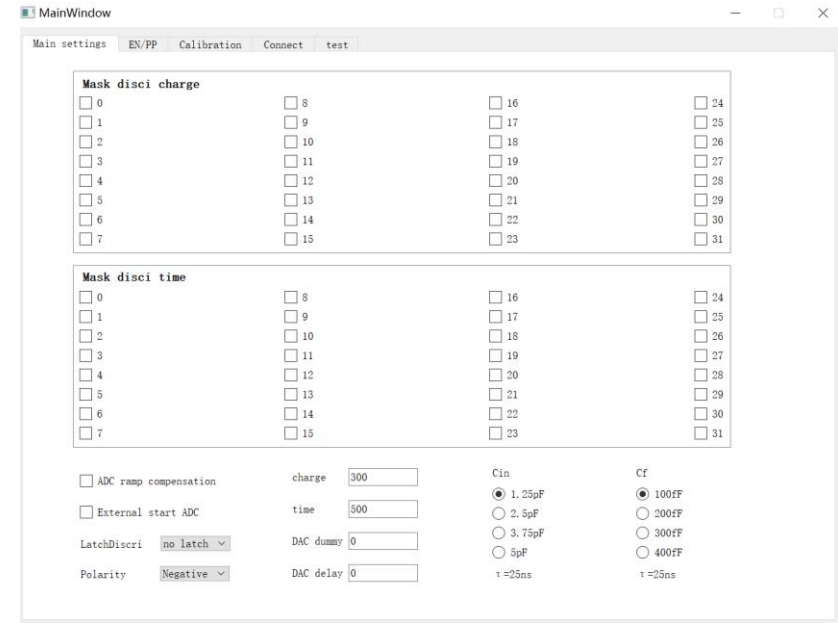 MainWindow
Main settings EN/PP Calibration Connect test
Mask disci charge
0 8 16 24
1 9 17 25
2 10 18 26
3 11 19 27
4 12 20 28
5 13 21 29
6 14 22 30
7 15 23 31
Mask disci time
0 8 16 24
1 9 17 25
2 10 18 26
3 11 19 27
4 12 20 28
5 13 21 29
6 14 22 30
7 15 23 31
ADC ramp compensation
External start ADC
LatchDiscri no latch
Polarity Negative
charge 300
time 500
DAC dummy 0
DAC delay 0
Cin
1.25pF
2.5pF
3.75pF
5pF
τ=25ns
Cf
100fF
200fF
300fF
400fF
τ=25ns